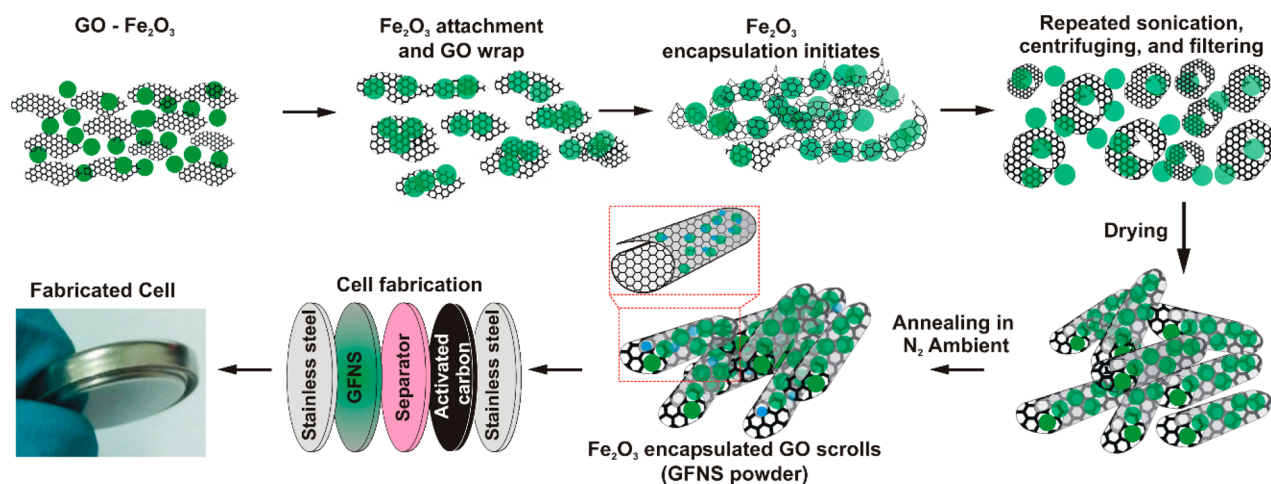 GO - Fe₂O₃
Fe₂O₃ attachment
and GO wrap
Fe₂O₃
encapsulation initiates
Repeated sonication,
centrifuging, and filtering
Drying
Annealing in
N₂ Ambient
Fe₂O₃ encapsulated GO scrolls
(GFNS powder)
Cell fabrication
Stainless steel
GFNS
Separator
Activated
carbon
Stainless steel
Fabricated Cell